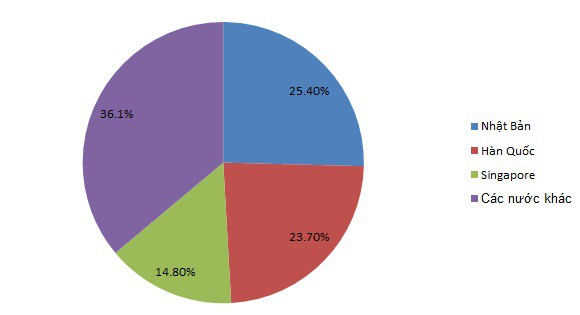 25.40%
36.1%
23.70%
14.80%
Nhật Bản
Hàn Quốc
Singapore
Các nước khác